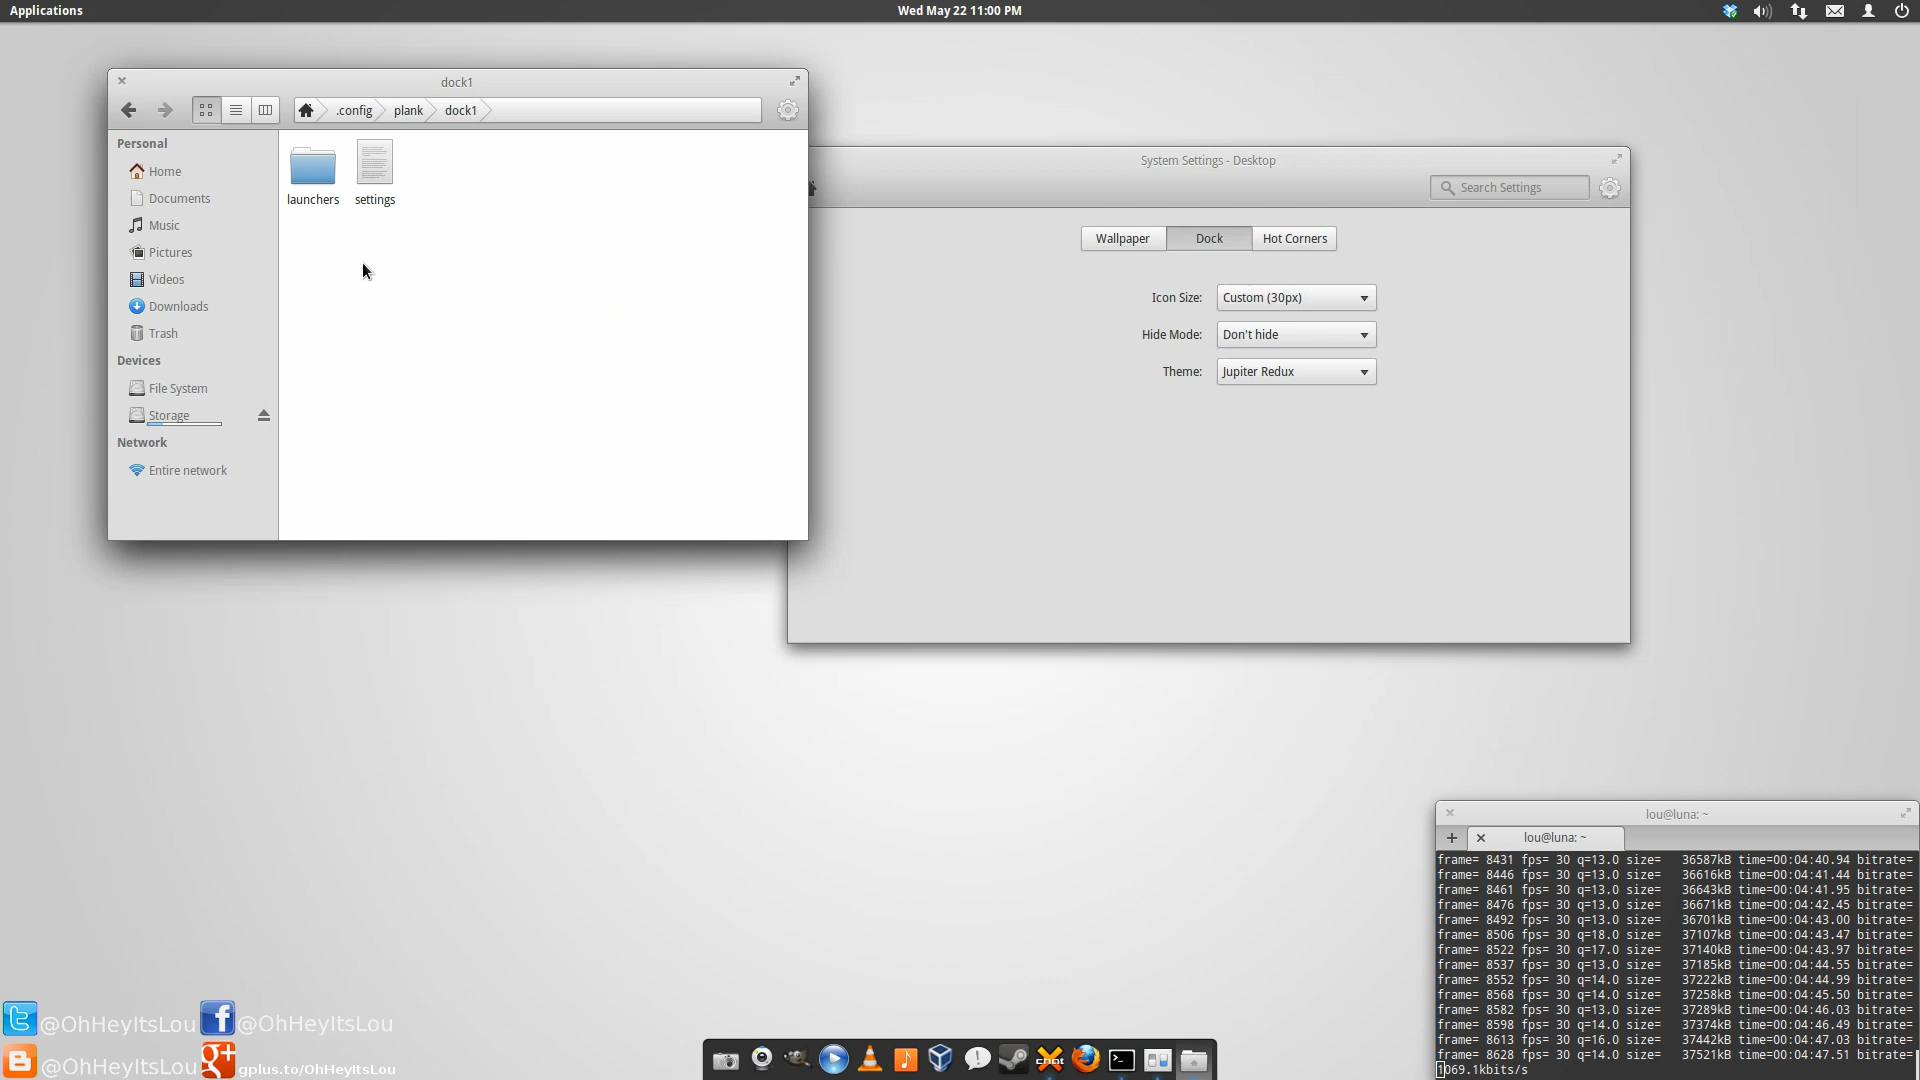 Applications
Wed May 22 11:00 PM
dock1
.config
plank
dock1
Personal
Home
Documents
Music
Pictures
Videos
Downloads
Trash
Devices
File System
Storage
Network
Entire network
launchers
settings
System Settings - Desktop
Search Settings
Wallpaper
Dock
Hot Corners
Icon Size:
Custom (30px)
Hide Mode:
Don't hide
Theme:
Jupiter Redux
lou@luna: ~
lou@luna: ~
frame= 8431 fps= 30 q=13.0 size=   36587kB time=00:04:40.94 bitrate=
frame= 8446 fps= 30 q=13.0 size=   36616kB time=00:04:41.44 bitrate=
frame= 8461 fps= 30 q=13.0 size=   36643kB time=00:04:41.95 bitrate=
frame= 8476 fps= 30 q=13.0 size=   36671kB time=00:04:42.45 bitrate=
frame= 8492 fps= 30 q=13.0 size=   36701kB time=00:04:43.00 bitrate=
frame= 8506 fps= 30 q=18.0 size=   37107kB time=00:04:43.47 bitrate=
frame= 8522 fps= 30 q=17.0 size=   37140kB time=00:04:43.97 bitrate=
frame= 8537 fps= 30 q=13.0 size=   37185kB time=00:04:44.55 bitrate=
frame= 8552 fps= 30 q=14.0 size=   37222kB time=00:04:44.99 bitrate=
frame= 8568 fps= 30 q=14.0 size=   37258kB time=00:04:45.50 bitrate=
frame= 8582 fps= 30 q=13.0 size=   37289kB time=00:04:46.03 bitrate=
frame= 8598 fps= 30 q=14.0 size=   37374kB time=00:04:46.49 bitrate=
frame= 8613 fps= 30 q=16.0 size=   37442kB time=00:04:47.03 bitrate=
frame= 8628 fps= 30 q=14.0 size=   37521kB time=00:04:47.51 bitrate=
1069.1kbits/s
@OhHeyItsLou
@OhHeyItsLou
@OhHeyItsLou
gplus.to/OhHeyItsLou
chat